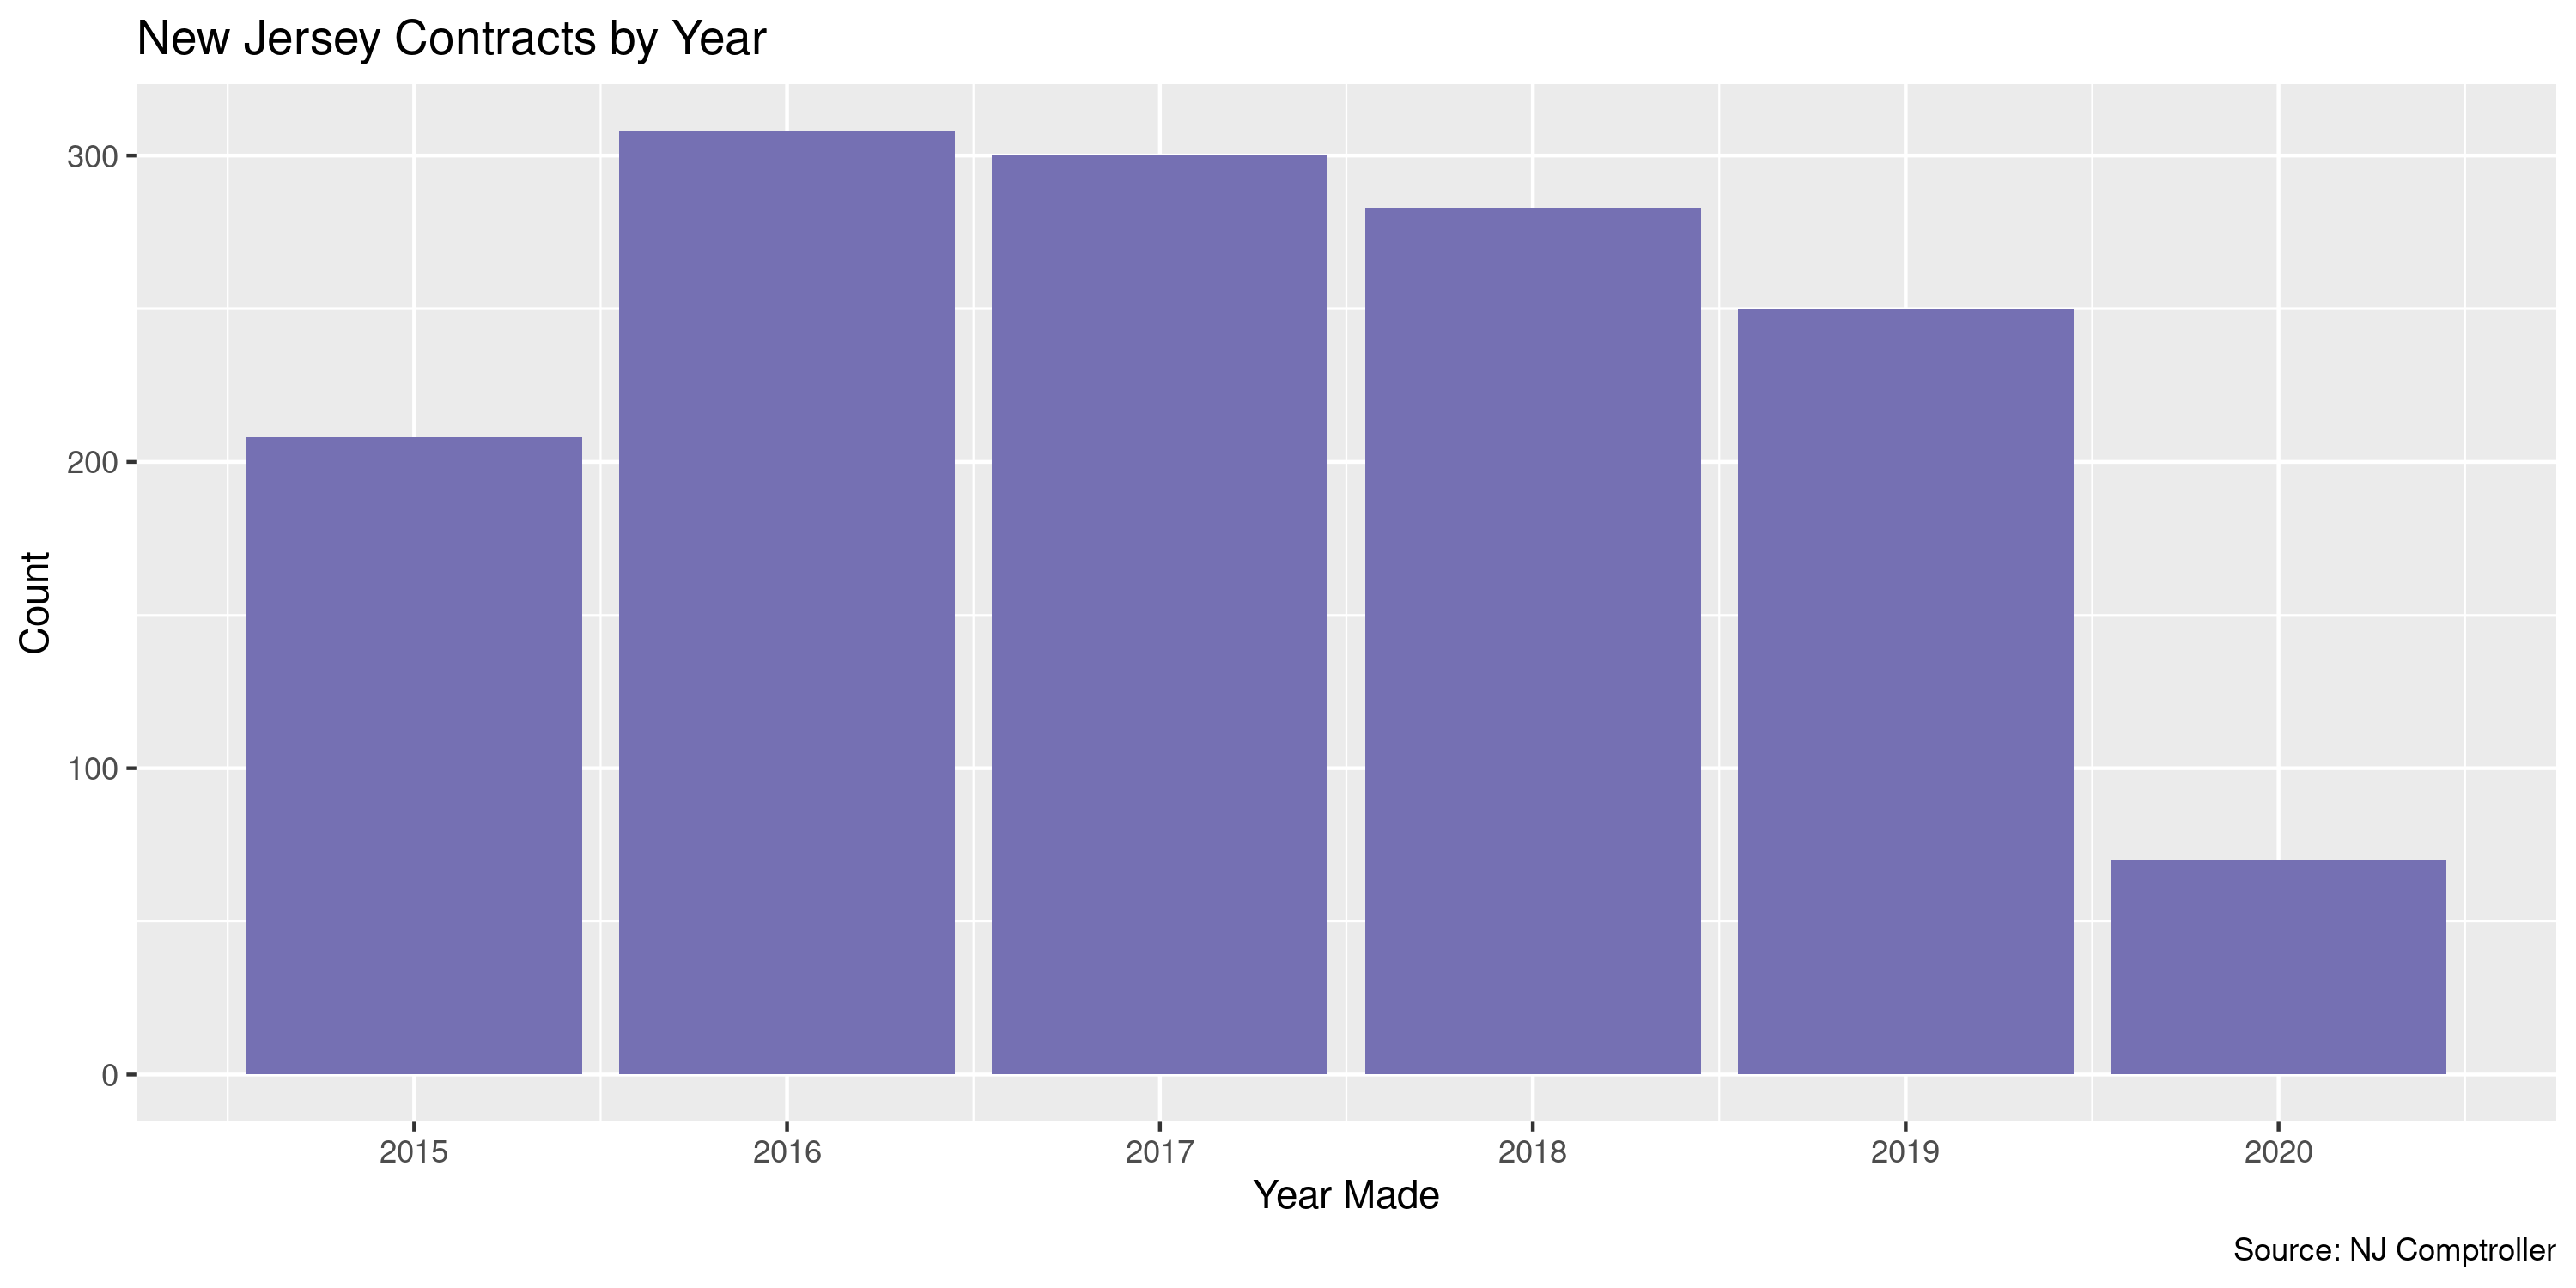 New Jersey Contracts by Year
Count
300
200
100
0
2015 2016 2017 2018 2019 2020
Year Made
Source: NJ Comptroller